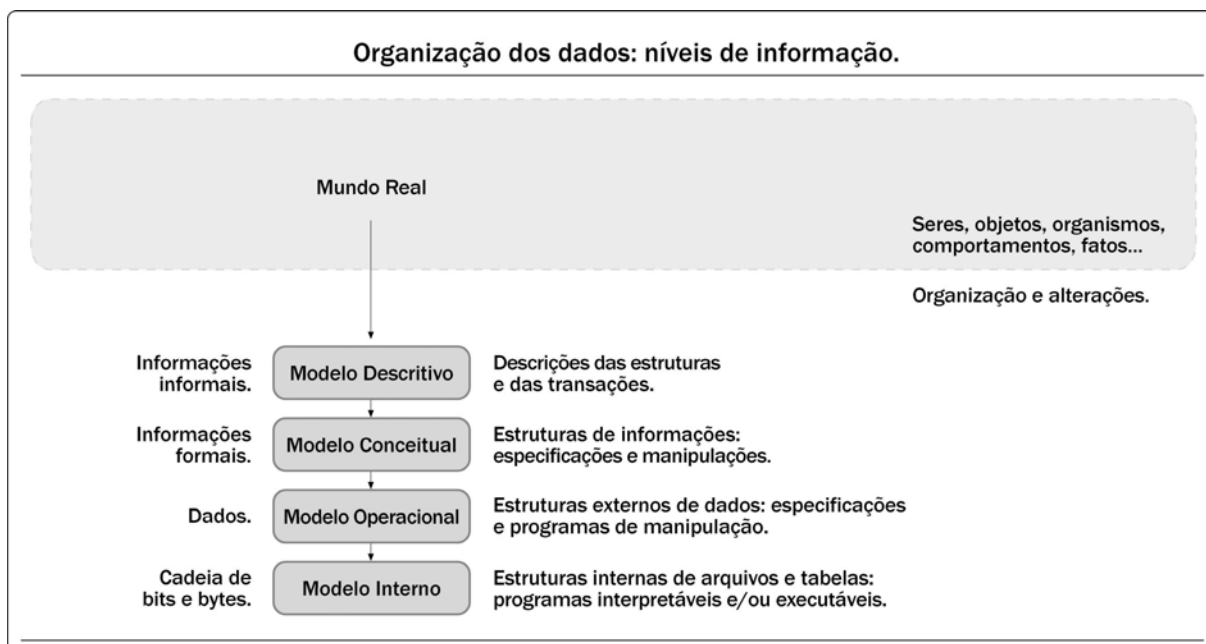 Organização dos dados: níveis de informação.
Mundo Real
Seres, objetos, organismos,
comportamentos, fatos...
Organização e alterações.
Informações
informais.
Modelo Descritivo
Descrições das estruturas
e das transações.
Informações
formais.
Modelo Conceitual
Estruturas de informações:
especificações e manipulações.
Dados.
Modelo Operacional
Estruturas externos de dados: especificações
e programas de manipulação.
Cadeia de
bits e bytes.
Modelo Interno
Estruturas internas de arquivos e tabelas:
programas interpretáveis e/ou executáveis.